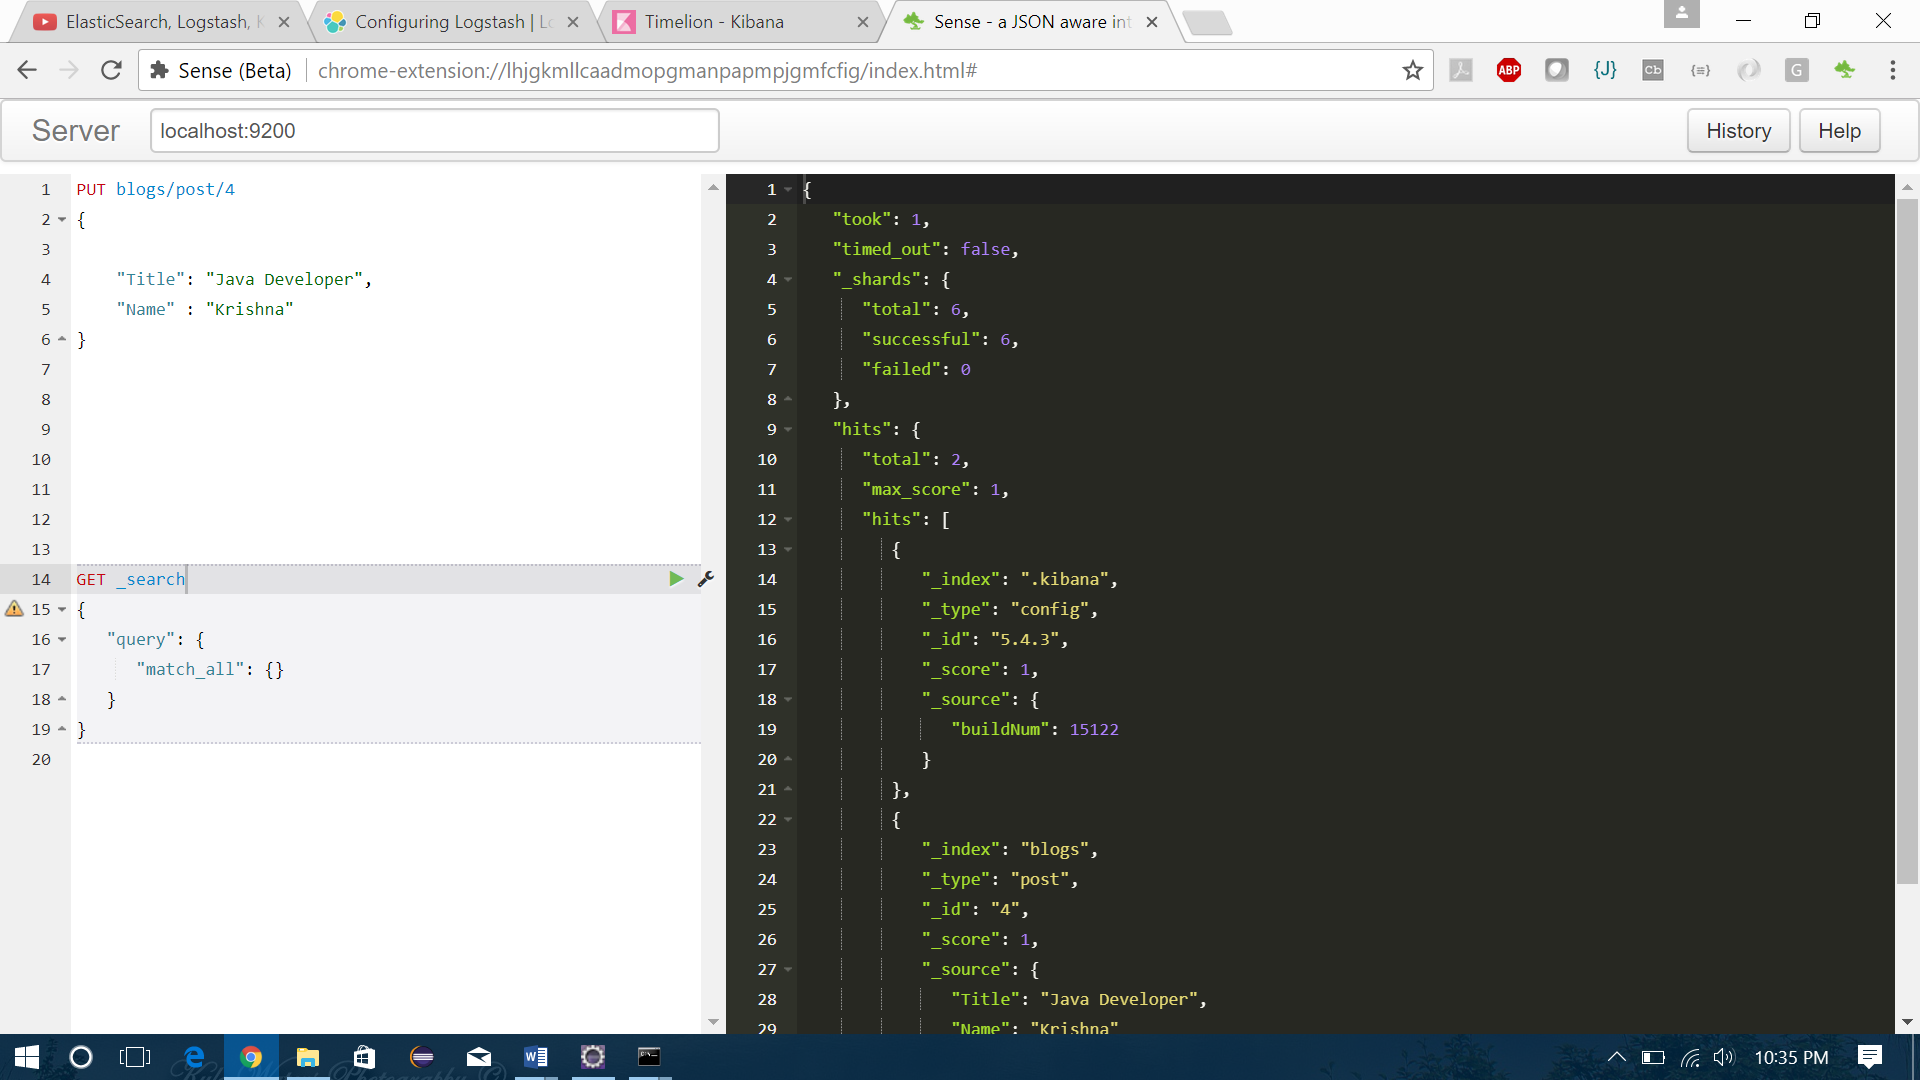 ElasticSearch, Logstash, K
Configuring Logstash | Lo
Timelion - Kibana
Sense - a JSON aware int
Sense (Beta)
chrome-extension://lhjgkmllcaadmopgmanpapmpjgmfcfig/index.html#
ABP
{J}
cb
{≡}
G
Server
localhost:9200
History
Help
1 PUT blogs/post/4
2 {
3
4 "Title": "Java Developer",
5 "Name" : "Krishna"
6 }
7
8
9
10
11
12
13
14 GET _search
15 {
16 "query": {
17 "match_all": {}
18 }
19 }
20
1 {
2 "took": 1,
3 "timed_out": false,
4 "_shards": {
5 "total": 6,
6 "successful": 6,
7 "failed": 0
8 },
9 "hits": {
10 "total": 2,
11 "max_score": 1,
12 "hits": [
13 {
14 "_index": ".kibana",
15 "_type": "config",
16 "_id": "5.4.3",
17 "_score": 1,
18 "_source": {
19 "buildNum": 15122
20 }
21 },
22 {
23 "_index": "blogs",
24 "_type": "post",
25 "_id": "4",
26 "_score": 1,
27 "_source": {
28 "Title": "Java Developer",
29 "Name": "Krishna"
10:35 PM